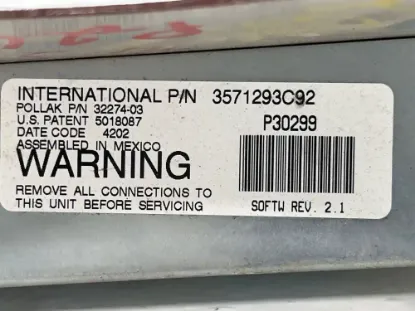 INTERNATIONAL P/N 3571293C92
POLLAK P/N 32274-03
U.S. PATENT 5018087
DATE CODE 4202
ASSEMBLED IN MEXICO
P30299
WARNING
REMOVE ALL CONNECTIONS TO
THIS UNIT BEFORE SERVICING
SOFTW REV. 2.1